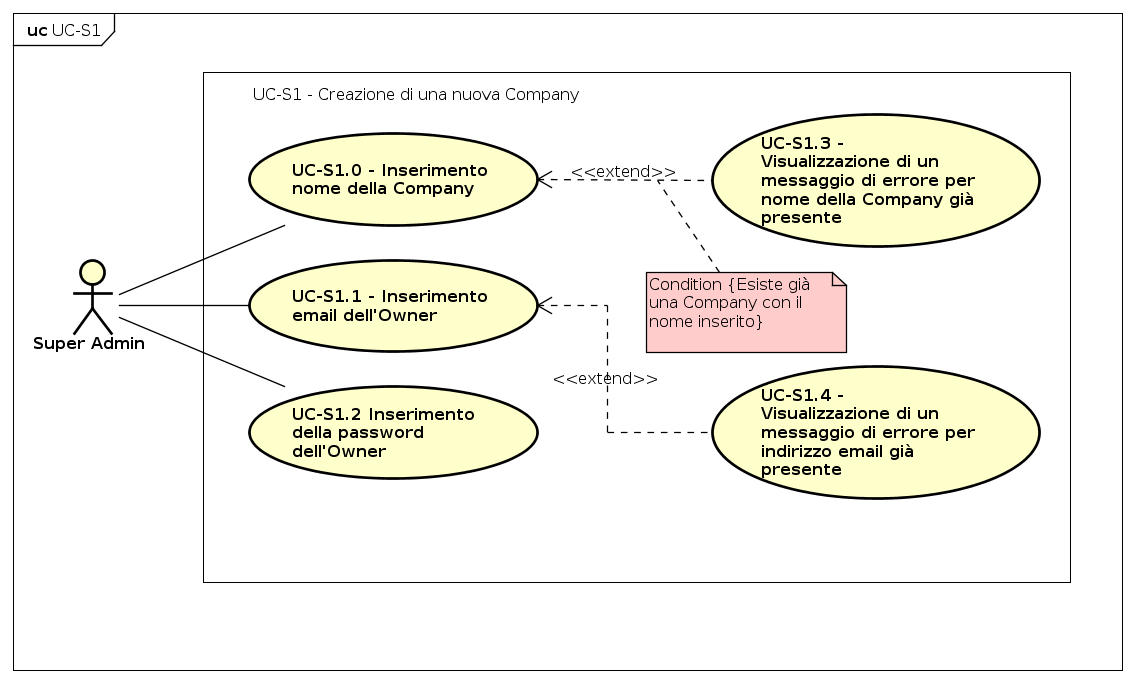 uc UC-S1
UC-S1 - Creazione di una nuova Company
UC-S1.0 - Inserimento
nome della Company
<<extend>>
UC-S1.3 -
Visualizzazione di un
messaggio di errore per
nome della Company già
presente
Super Admin
UC-S1.1 - Inserimento
email dell'Owner
Condition {Esiste già
una Company con il
nome inserito}
<<extend>>
UC-S1.2 Inserimento
della password
dell'Owner
UC-S1.4 -
Visualizzazione di un
messaggio di errore per
indirizzo email già
presente